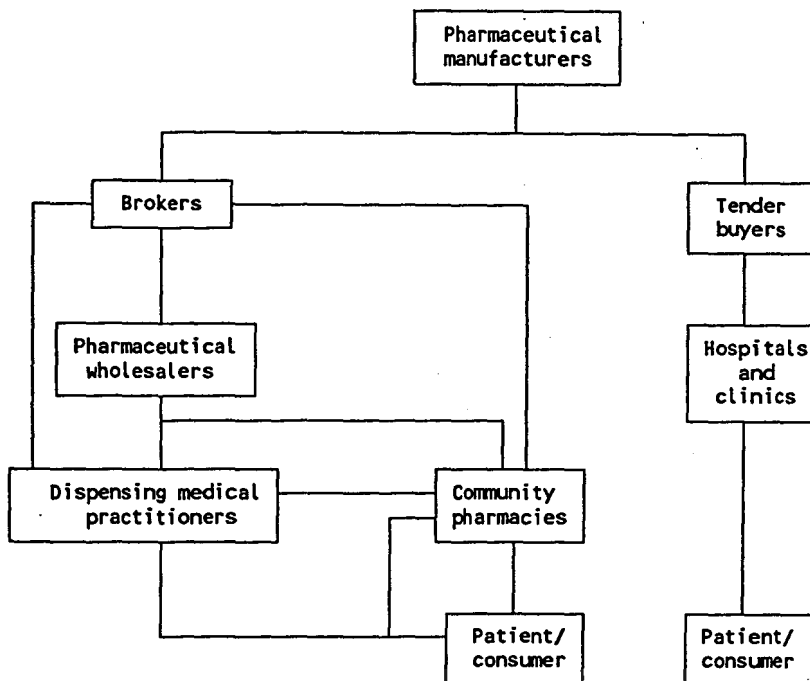 Pharmaceutical
manufacturers
Brokers
Tender
buyers
Pharmaceutical
wholesalers
Hospitals
and
clinics
Dispensing medical
practitioners
Community
pharmacies
Patient/
consumer
Patient/
consumer